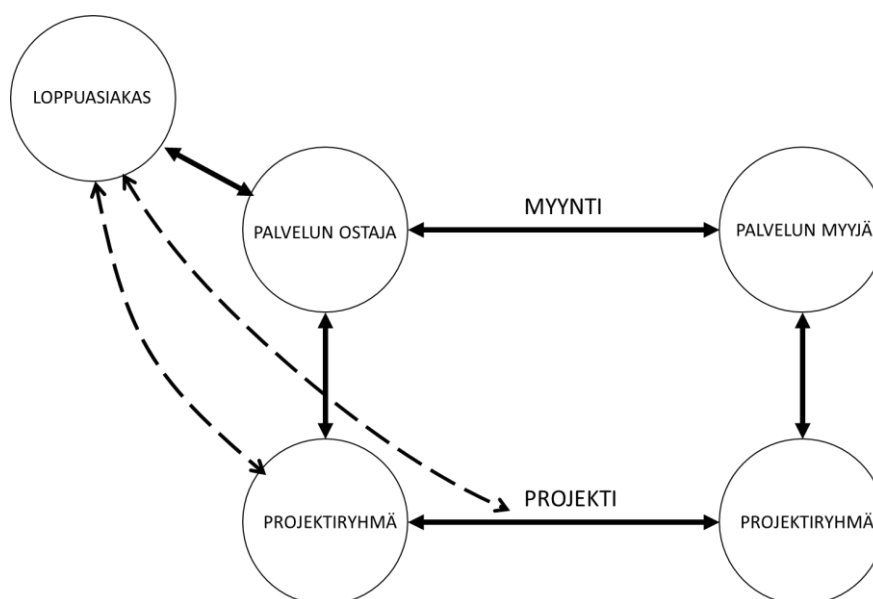 LOPPUASIAKAS
MYYNTI
PALVELUN OSTAJA
PALVELUN MYYJÄ
PROJEKTI
PROJEKTIRYHMÄ
PROJEKTIRYHMÄ